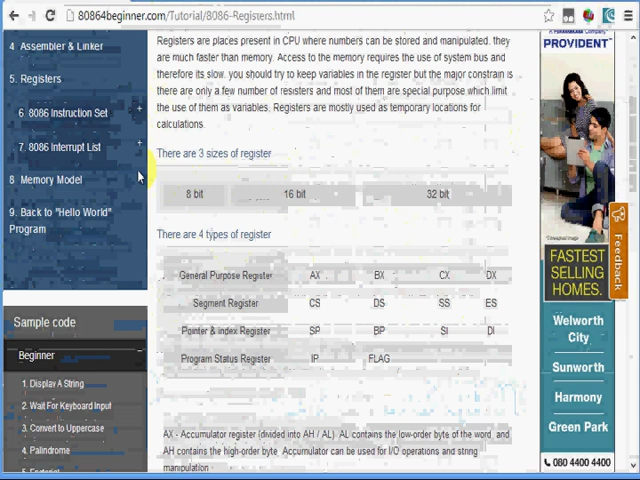 80864beginner.com/Tutorial/8086-Registers.html
4 Assembler & Linker
5. Registers
6. 8086 Instruction Set
+
7. 8086 Interrupt List
+
8 Memory Model
9. Back to "Hello World"
Program
Sample code
Beginner
1. Display A String
2. Wait For Keyboard Input
3. Convert to Uppercase
4. Palindrome
5. Factorial
Registers are places present in CPU where numbers can be stored and manipulated. they
are much faster than memory. Access to the memory requires the use of system bus and
therefore its slow. you should try to keep variables in the register but the major constrain is
there are only a few number of resisters and most of them are special purpose which limit
the use of them as variables. Registers are mostly used as temporary locations for
calculations.
There are 3 sizes of register
8 bit 16 bit 32 bit
There are 4 types of register
General Purpose Register AX BX CX DX
Segment Register CS DS SS ES
Pointer & index Register SP BP SI DI
Program Status Register IP FLAG
AX - Accumulator register (divided into AH / AL). AL contains the low-order byte of the word, and
AH contains the high-order byte. Accumulator can be used for I/O operations and string
manipulation
PROVIDENT
FASTEST
SELLING
HOMES.
Welworth
City
Sunworth
Harmony
Green Park
080 4400 4400
Feedback